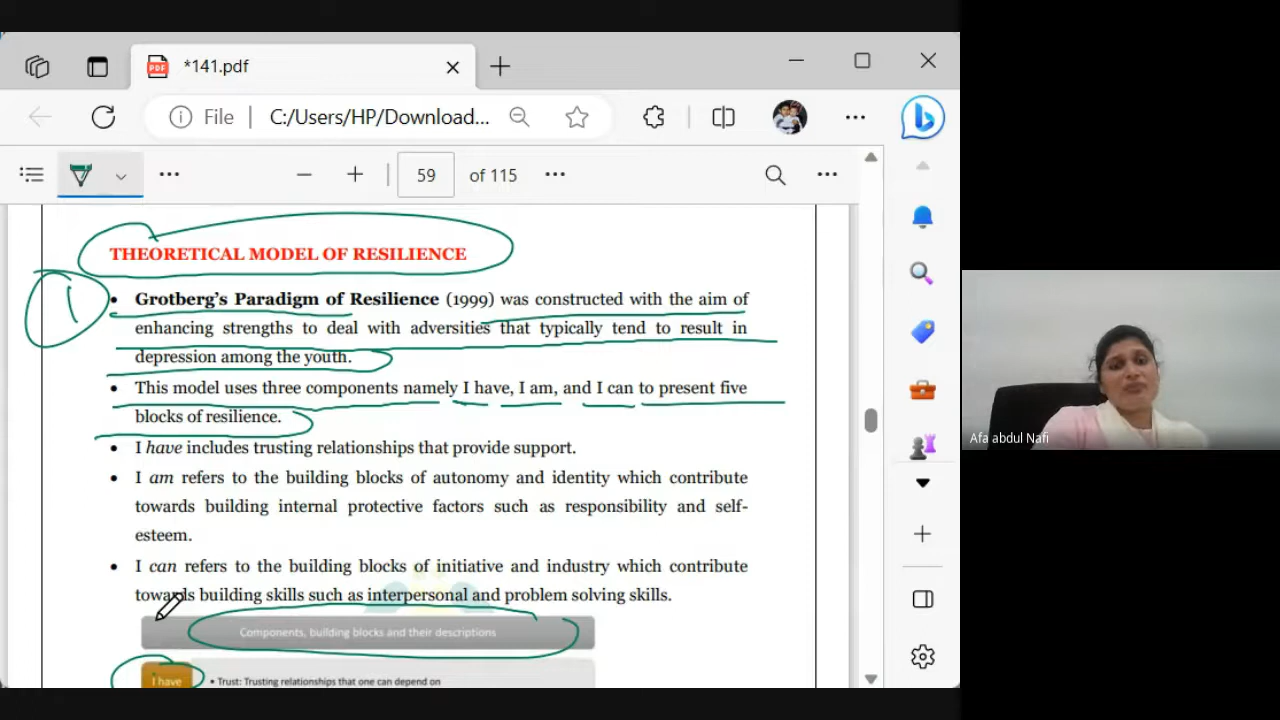 *141.pdf
File C:/Users/HP/Download...
59 of 115
THEORETICAL MODEL OF RESILIENCE
1
• Grotberg's Paradigm of Resilience (1999) was constructed with the aim of
enhancing strengths to deal with adversities that typically tend to result in
depression among the youth.
• This model uses three components namely I have, I am, and I can to present five
blocks of resilience.
• I have includes trusting relationships that provide support.
• I am refers to the building blocks of autonomy and identity which contribute
towards building internal protective factors such as responsibility and self-
esteem.
• I can refers to the building blocks of initiative and industry which contribute
towards building skills such as interpersonal and problem solving skills.
Components, building blocks and their descriptions
I have • Trust: Trusting relationships that one can depend on
Afa abdul Nafi